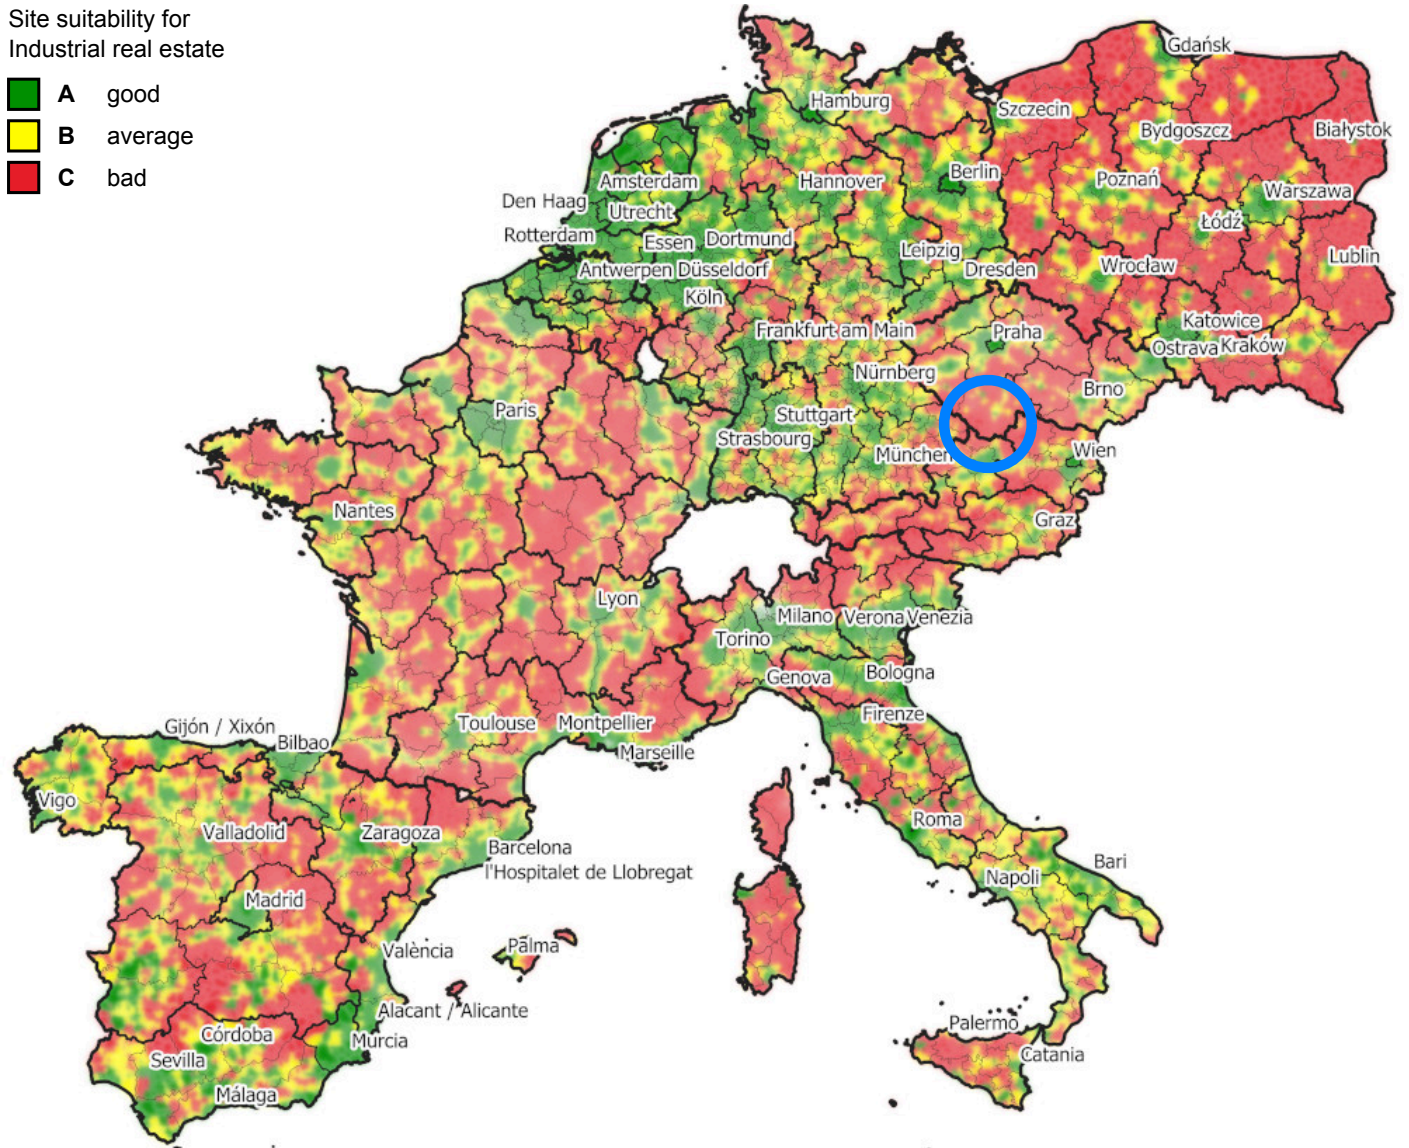 Site suitability for
Industrial real estate
A good
B average
C bad
Gdańsk
Hamburg
Szczecin
Bydgoszcz
Białystok
Amsterdam
Hannover
Berlin
Poznań
Warszawa
Den Haag
Utrecht
Łódź
Rotterdam
Essen
Dortmund
Leipzig
Lublin
Antwerpen
Düsseldorf
Dresden
Wrocław
Köln
Frankfurt am Main
Praha
Katowice
Ostrava
Kraków
Nürnberg
Brno
Paris
Stuttgart
Strasbourg
München
Wien
Nantes
Graz
Lyon
Milano
Verona
Venezia
Torino
Genova
Bologna
Firenze
Gijón / Xixón
Bilbao
Toulouse
Montpellier
Marseille
Vigo
Valladolid
Zaragoza
Barcelona
l'Hospitalet de Llobregat
Roma
Bari
Napoli
Madrid
València
Palma
Alacant / Alicante
Murcia
Córdoba
Sevilla
Málaga
Palermo
Catania